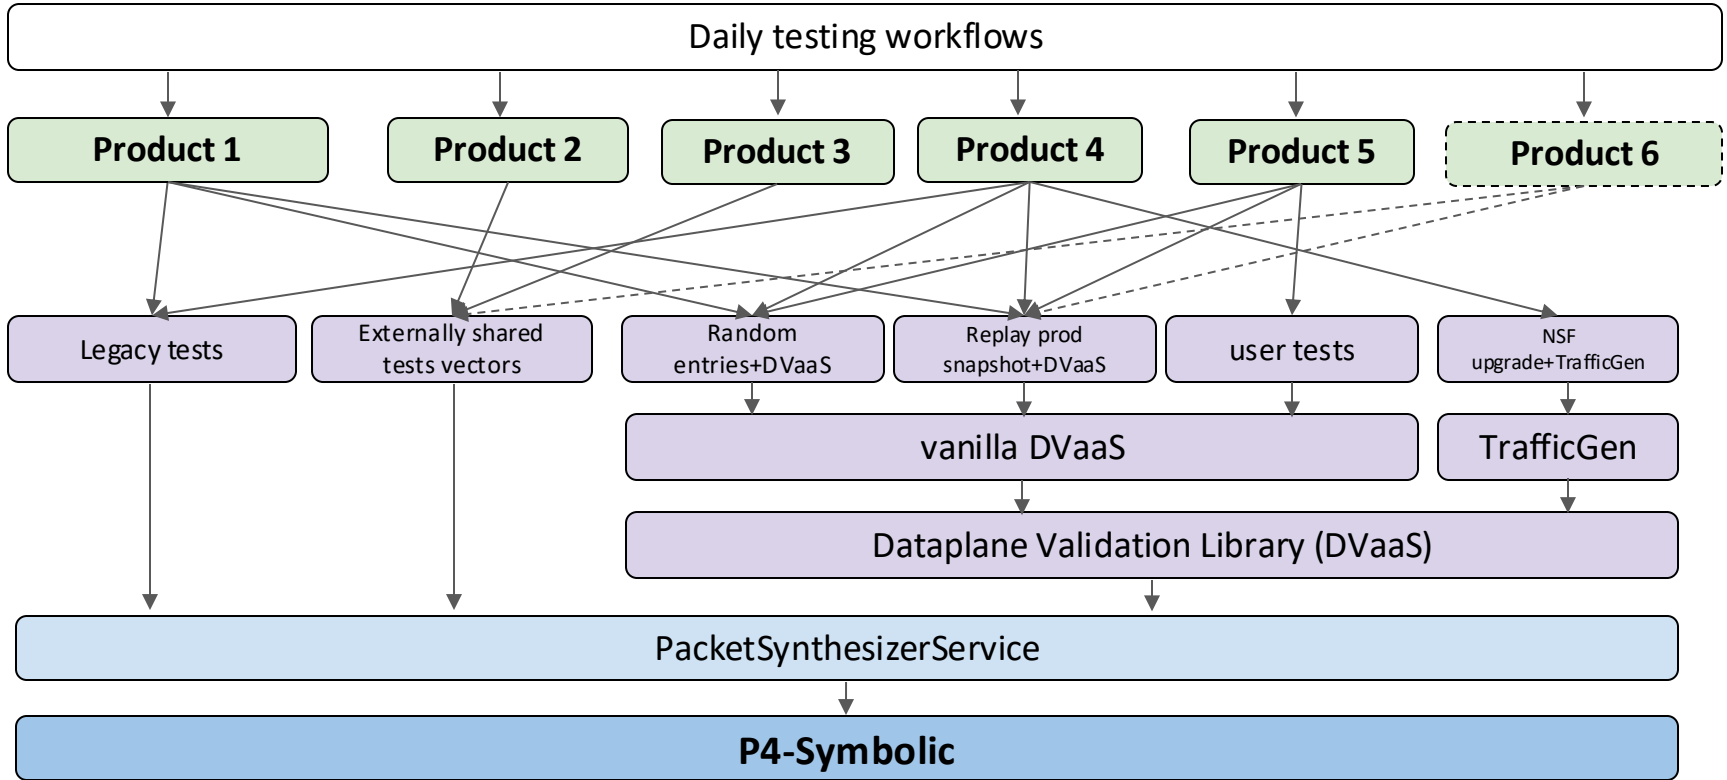 Daily testing workflows
Product 1
Product 2
Product 3
Product 4
Product 5
Product 6
Legacy tests
Externally shared
tests vectors
Random
entries+DVaaS
Replay prod
snapshot+DVaaS
user tests
NSF
upgrade+TrafficGen
vanilla DVaaS
TrafficGen
Dataplane Validation Library (DVaaS)
PacketSynthesizerService
P4-Symbolic